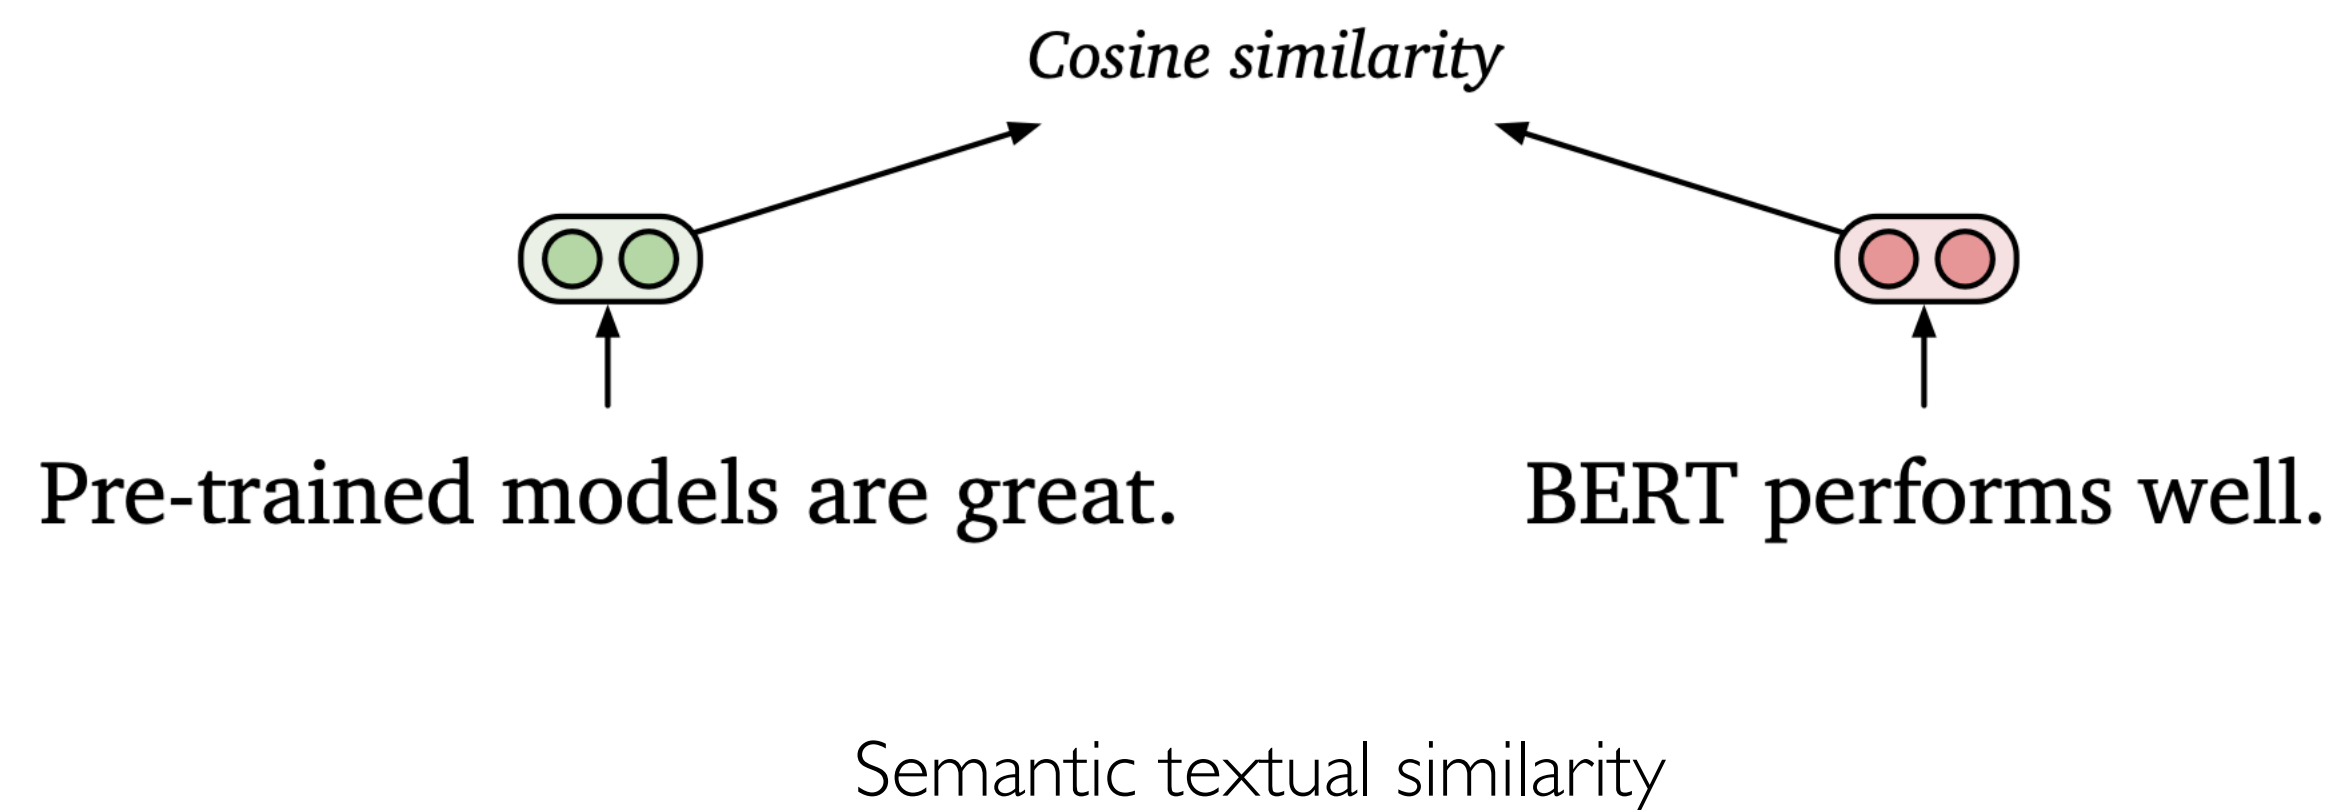 Cosine similarity
Pre-trained models are great.
BERT performs well.
Semantic textual similarity